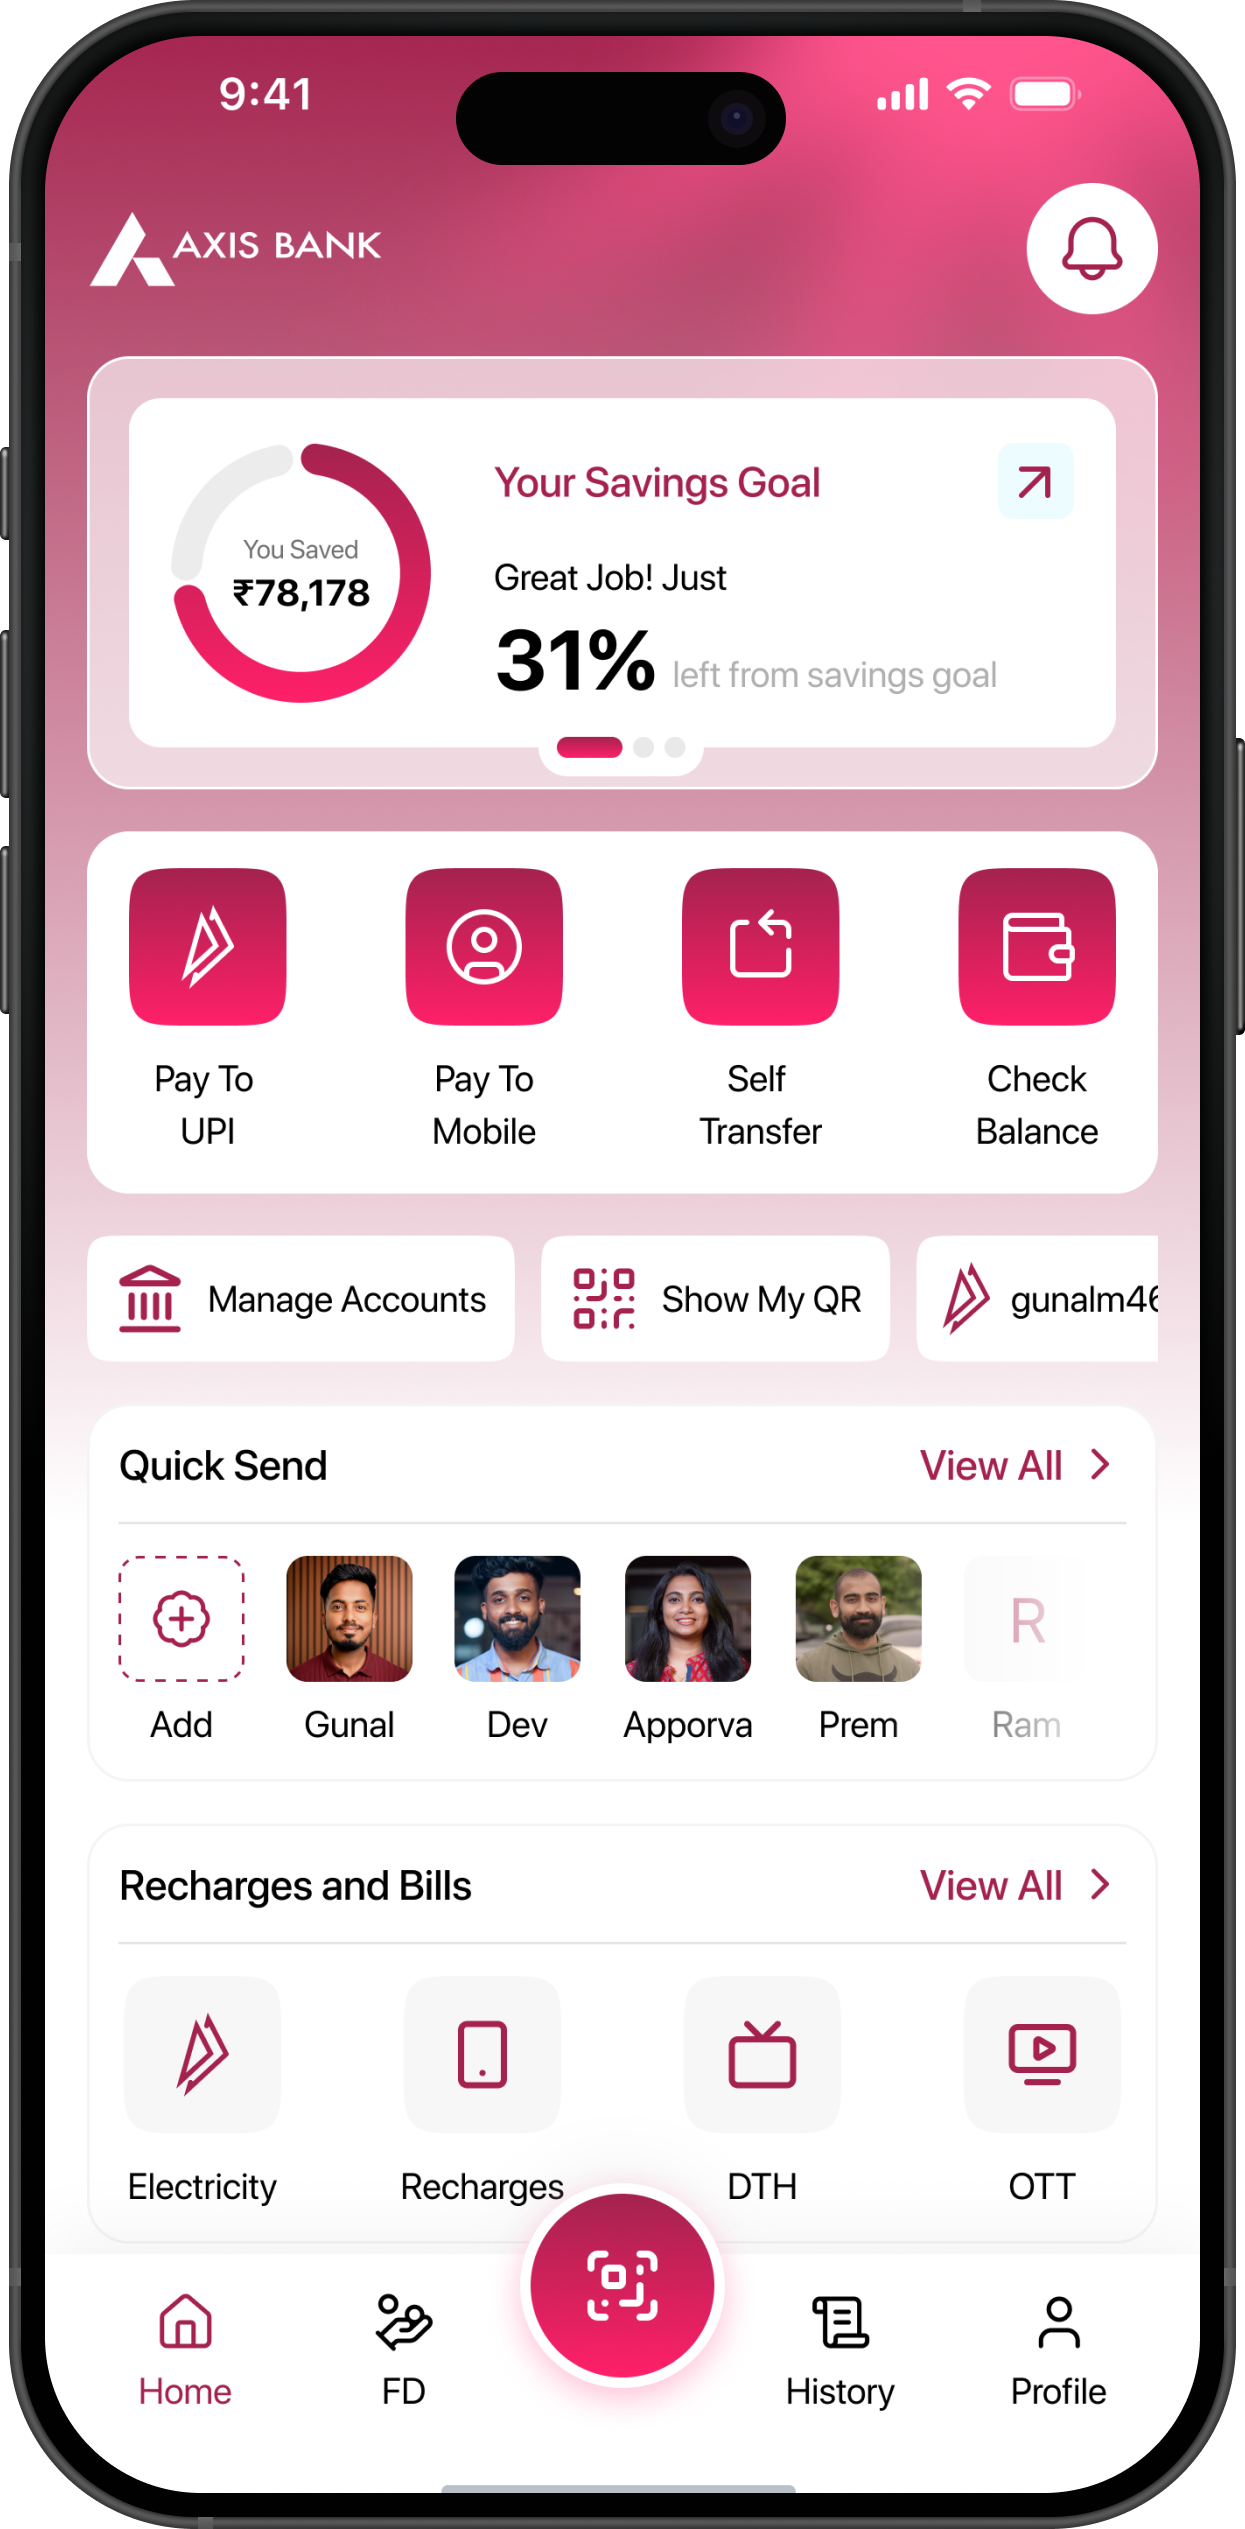 9:41
AXIS BANK
Your Savings Goal
You Saved
₹78,178
Great Job! Just
31% left from savings goal
Pay To
UPI
Pay To
Mobile
Self
Transfer
Check
Balance
Manage Accounts
Show My QR
gunalm46
Quick Send
View All
R
Add
Gunal
Dev
Apporva
Prem
Ram
Recharges and Bills
View All
Electricity
Recharges
DTH
OTT
Home
FD
History
Profile